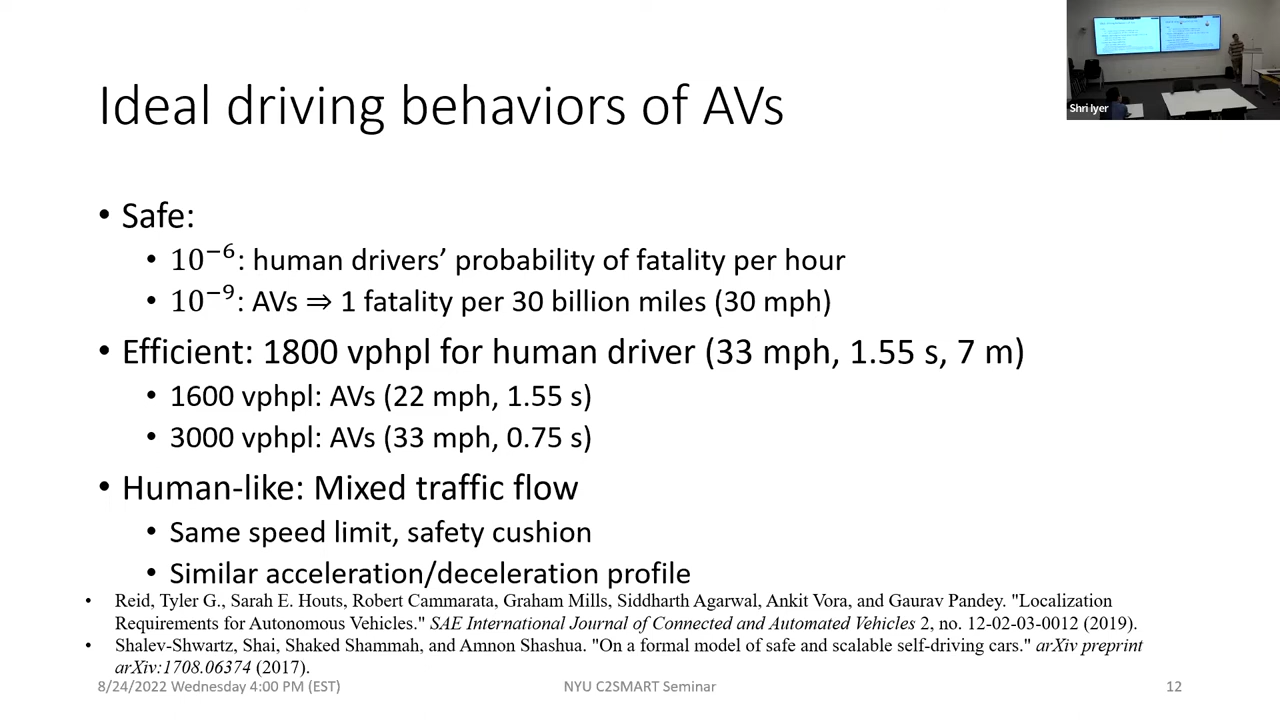 Ideal driving behaviors of AVs
Shri Iyer
• Safe:
• 10⁻⁶: human drivers’ probability of fatality per hour
• 10⁻⁹: AVs ⇒ 1 fatality per 30 billion miles (30 mph)
• Efficient: 1800 vphpl for human driver (33 mph, 1.55 s, 7 m)
• 1600 vphpl: AVs (22 mph, 1.55 s)
• 3000 vphpl: AVs (33 mph, 0.75 s)
• Human-like: Mixed traffic flow
• Same speed limit, safety cushion
• Similar acceleration/deceleration profile
• Reid, Tyler G., Sarah E. Houts, Robert Cammarata, Graham Mills, Siddharth Agarwal, Ankit Vora, and Gaurav Pandey. "Localization
Requirements for Autonomous Vehicles." SAE International Journal of Connected and Automated Vehicles 2, no. 12-02-03-0012 (2019).
• Shalev-Shwartz, Shai, Shaked Shammah, and Amnon Shashua. "On a formal model of safe and scalable self-driving cars." arXiv preprint
arXiv:1708.06374 (2017).
8/24/2022 Wednesday 4:00 PM (EST)
NYU C2SMART Seminar
12